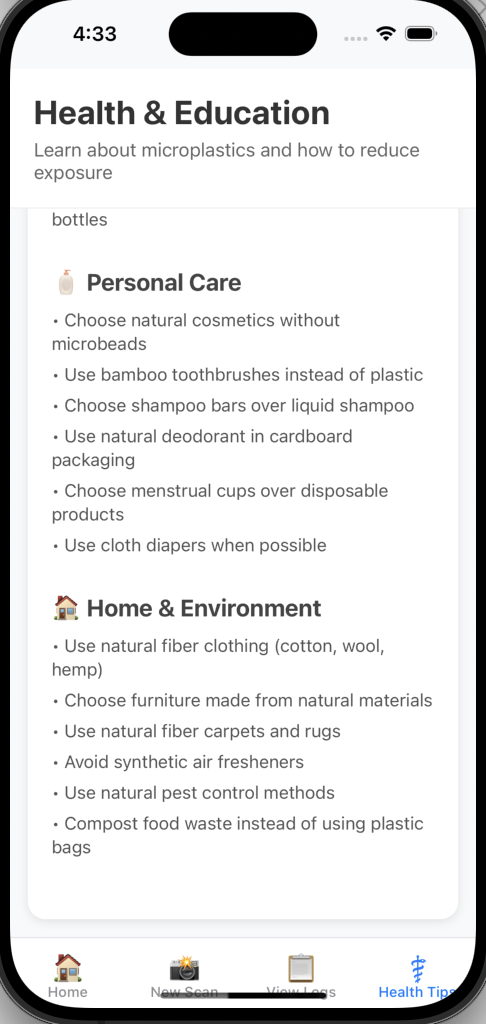 4:33
Health & Education
Learn about microplastics and how to reduce
exposure
bottles
Personal Care
• Choose natural cosmetics without
microbeads
• Use bamboo toothbrushes instead of plastic
• Choose shampoo bars over liquid shampoo
• Use natural deodorant in cardboard
packaging
• Choose menstrual cups over disposable
products
• Use cloth diapers when possible
Home & Environment
• Use natural fiber clothing (cotton, wool,
hemp)
• Choose furniture made from natural materials
• Use natural fiber carpets and rugs
• Avoid synthetic air fresheners
• Use natural pest control methods
• Compost food waste instead of using plastic
bags
Home
New Scan
View Logs
Health Tips